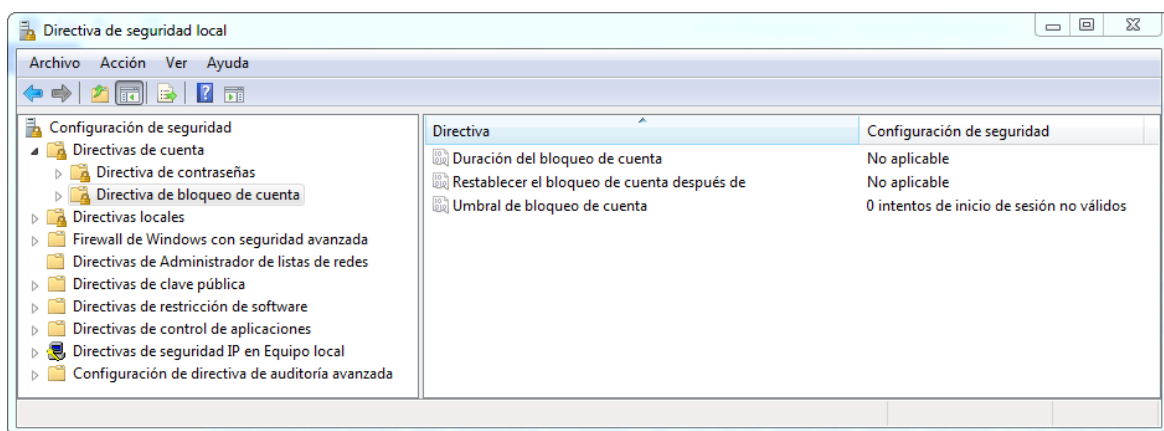 Directiva de seguridad local
Archivo Acción Ver Ayuda
Configuración de seguridad
Directivas de cuenta
Directiva de contraseñas
Directiva de bloqueo de cuenta
Directivas locales
Firewall de Windows con seguridad avanzada
Directivas de Administrador de listas de redes
Directivas de clave pública
Directivas de restricción de software
Directivas de control de aplicaciones
Directivas de seguridad IP en Equipo local
Configuración de directiva de auditoría avanzada
Directiva Configuración de seguridad
Duración del bloqueo de cuenta No aplicable
Restablecer el bloqueo de cuenta después de No aplicable
Umbral de bloqueo de cuenta 0 intentos de inicio de sesión no válidos